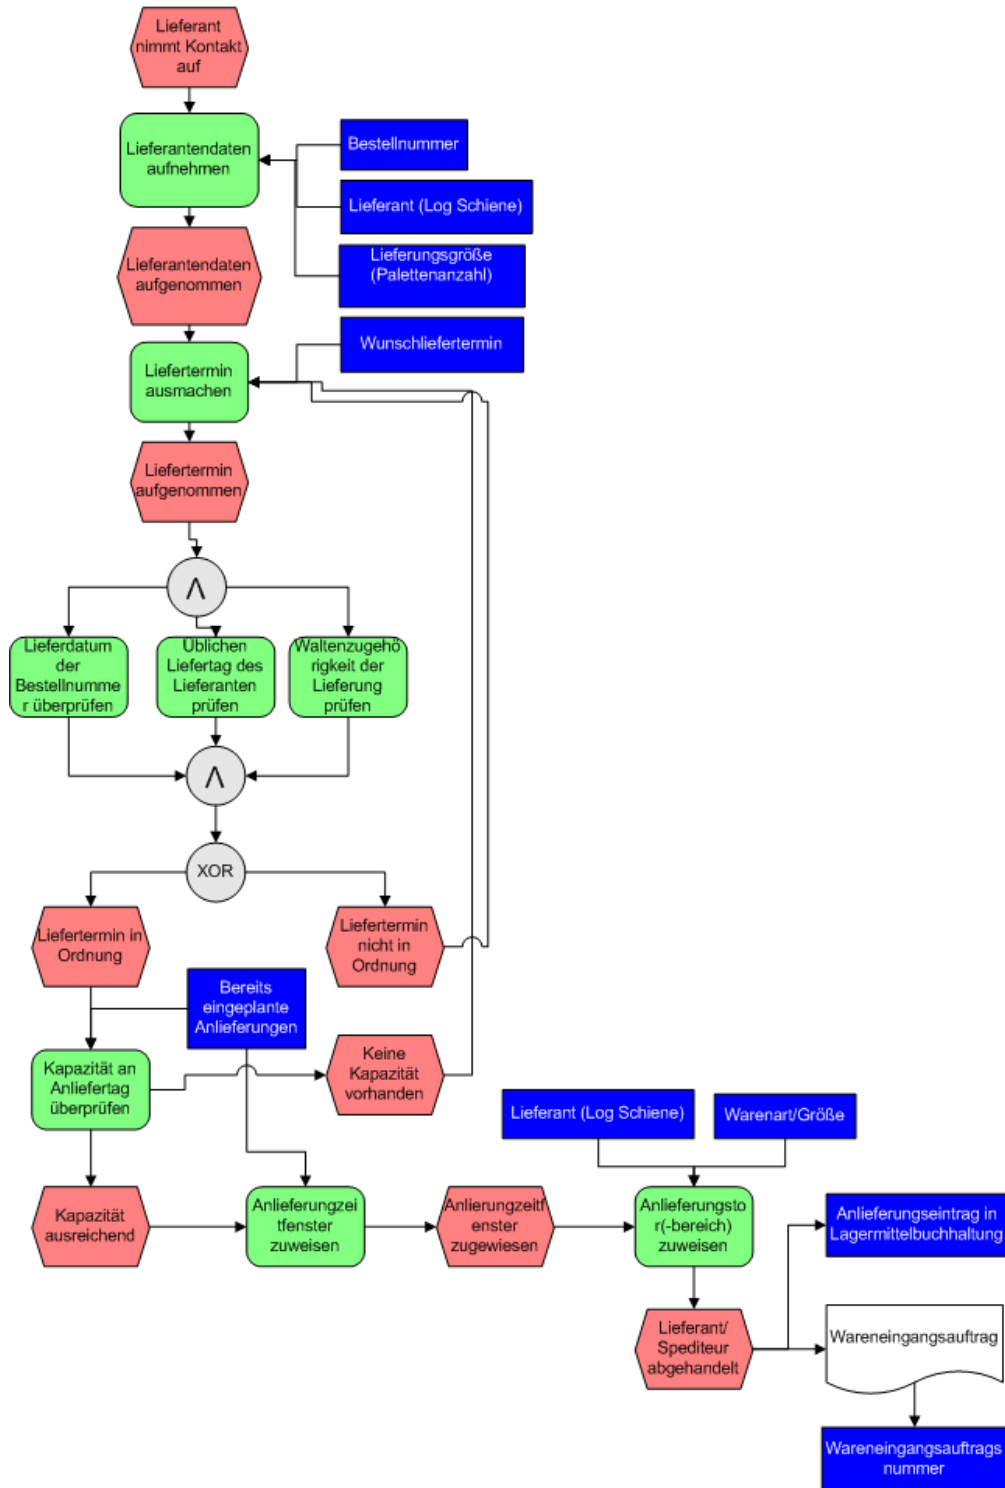 Lieferant
nimmt Kontakt
auf
Lieferantendaten
aufnehmen
Bestellnummer
Lieferant (Log Schiene)
Lieferungsgröße
(Palettenanzahl)
Lieferantendaten
aufgenommen
Wunschliefertermin
Liefertermin
ausmachen
Liefertermin
aufgenommen
Λ
Lieferdatum
der
Bestellnumme
r überprüfen
Üblichen
Liefertag des
Lieferanten
prüfen
Waltenzugehö
rigkeit der
Lieferung
prüfen
Λ
XOR
Liefertermin in
Ordnung
Liefertermin
nicht in
Ordnung
Bereits
eingeplante
Anlieferungen
Kapazität an
Anliefertag
überprüfen
Keine
Kapazität
vorhanden
Lieferant (Log Schiene)
Warenart/Größe
Kapazität
ausreichend
Anlieferungzei
tfenster
zuweisen
Anlierungzeitf
enster
zugewiesen
Anlieferungsto
r(-bereich)
zuweisen
Anlieferungseintrag in
Lagermittelbuchhaltung
Lieferant/
Spediteur
abgehandelt
Wareneingangsauftrag
Wareneingangsauftrags
nummer